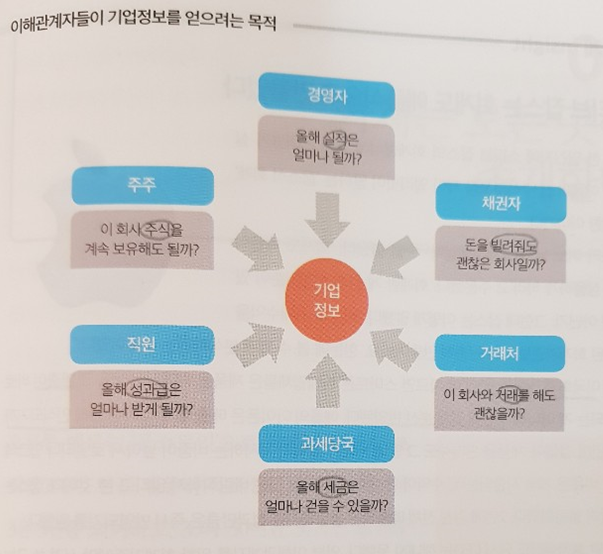 이해관계자들이 기업정보를 얻으려는 목적
경영자
올해 실적은
얼마나 될까?
주주
이 회사 주식을
계속 보유해도 될까?
채권자
돈을 빌려줘도
괜찮은 회사일까?
기업
정보
직원
올해 성과급은
얼마나 받게 될까?
거래처
이 회사와 거래를 해도
괜찮을까?
과세당국
올해 세금은
얼마나 걷을 수 있을까?